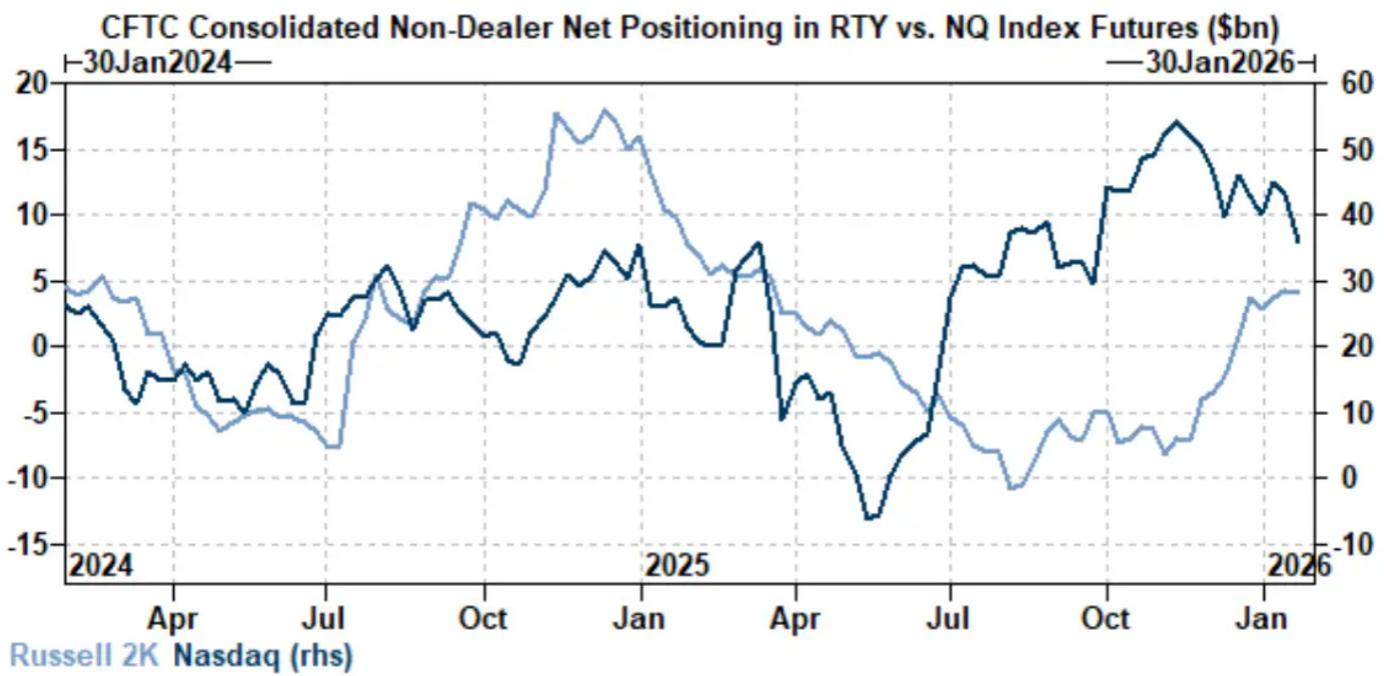 CFTC Consolidated Non-Dealer Net Positioning in RTY vs. NQ Index Futures ($bn)
30Jan2024 30Jan2026
20 60
15 50
10 40
5 30
0 20
-5 10
-10 0
-15 -10
2024 2025 2026
Apr Jul Oct Jan Apr Jul Oct Jan
Russell 2K Nasdaq (rhs)